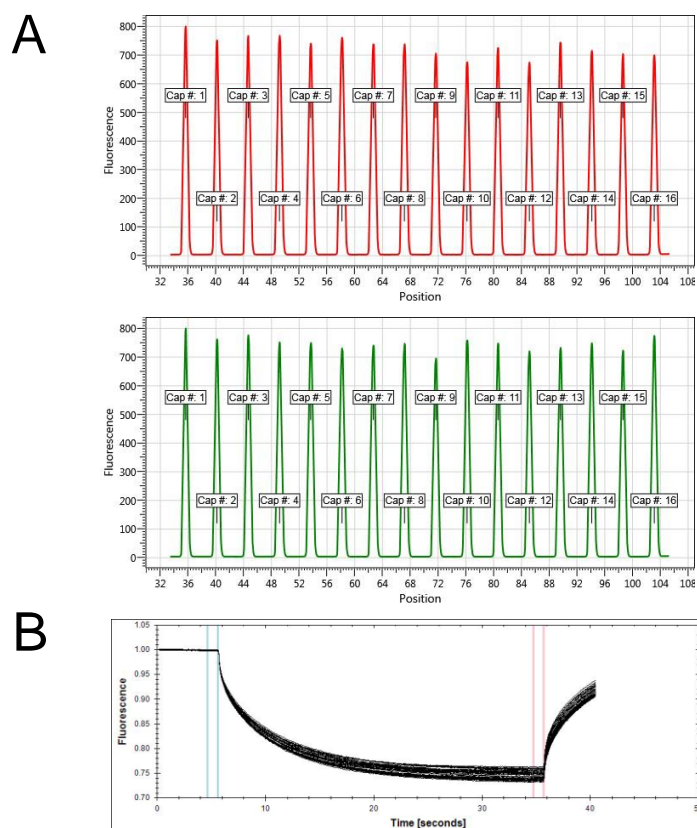 A
800
700
600
500
400
300
200
100
0
Fluorescence
Cap #: 1 Cap #: 3 Cap #: 5 Cap #: 7 Cap #: 9 Cap #: 11 Cap #: 13 Cap #: 15
Cap #: 2 Cap #: 4 Cap #: 6 Cap #: 8 Cap #: 10 Cap #: 12 Cap #: 14 Cap #: 16
32 36 40 44 48 52 56 60 64 68 72 76 80 84 88 92 96 100 104 108
Position
800
700
600
500
400
300
200
100
0
Fluorescence
Cap #: 1 Cap #: 3 Cap #: 5 Cap #: 7 Cap #: 9 Cap #: 11 Cap #: 13 Cap #: 15
Cap #: 2 Cap #: 4 Cap #: 6 Cap #: 8 Cap #: 10 Cap #: 12 Cap #: 14 Cap #: 16
32 36 40 44 48 52 56 60 64 68 72 76 80 84 88 92 96 100 104 108
Position
B
1.05
1.00
0.95
0.90
0.85
0.80
0.75
0.70
Fluorescence
0 10 20 30 40
Time [seconds]